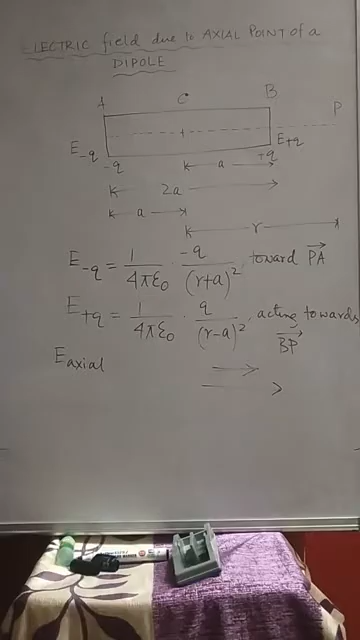 ELECTRIC field due to AXIAL POINT of a
DIPOLE
A C B P
E-q -q a +q E+q
2a
a
r
E-q = 1/4πε0 · -q/(r+a)², toward PA
E+q = 1/4πε0 · q/(r-a)², acting towards
BP
Eaxial